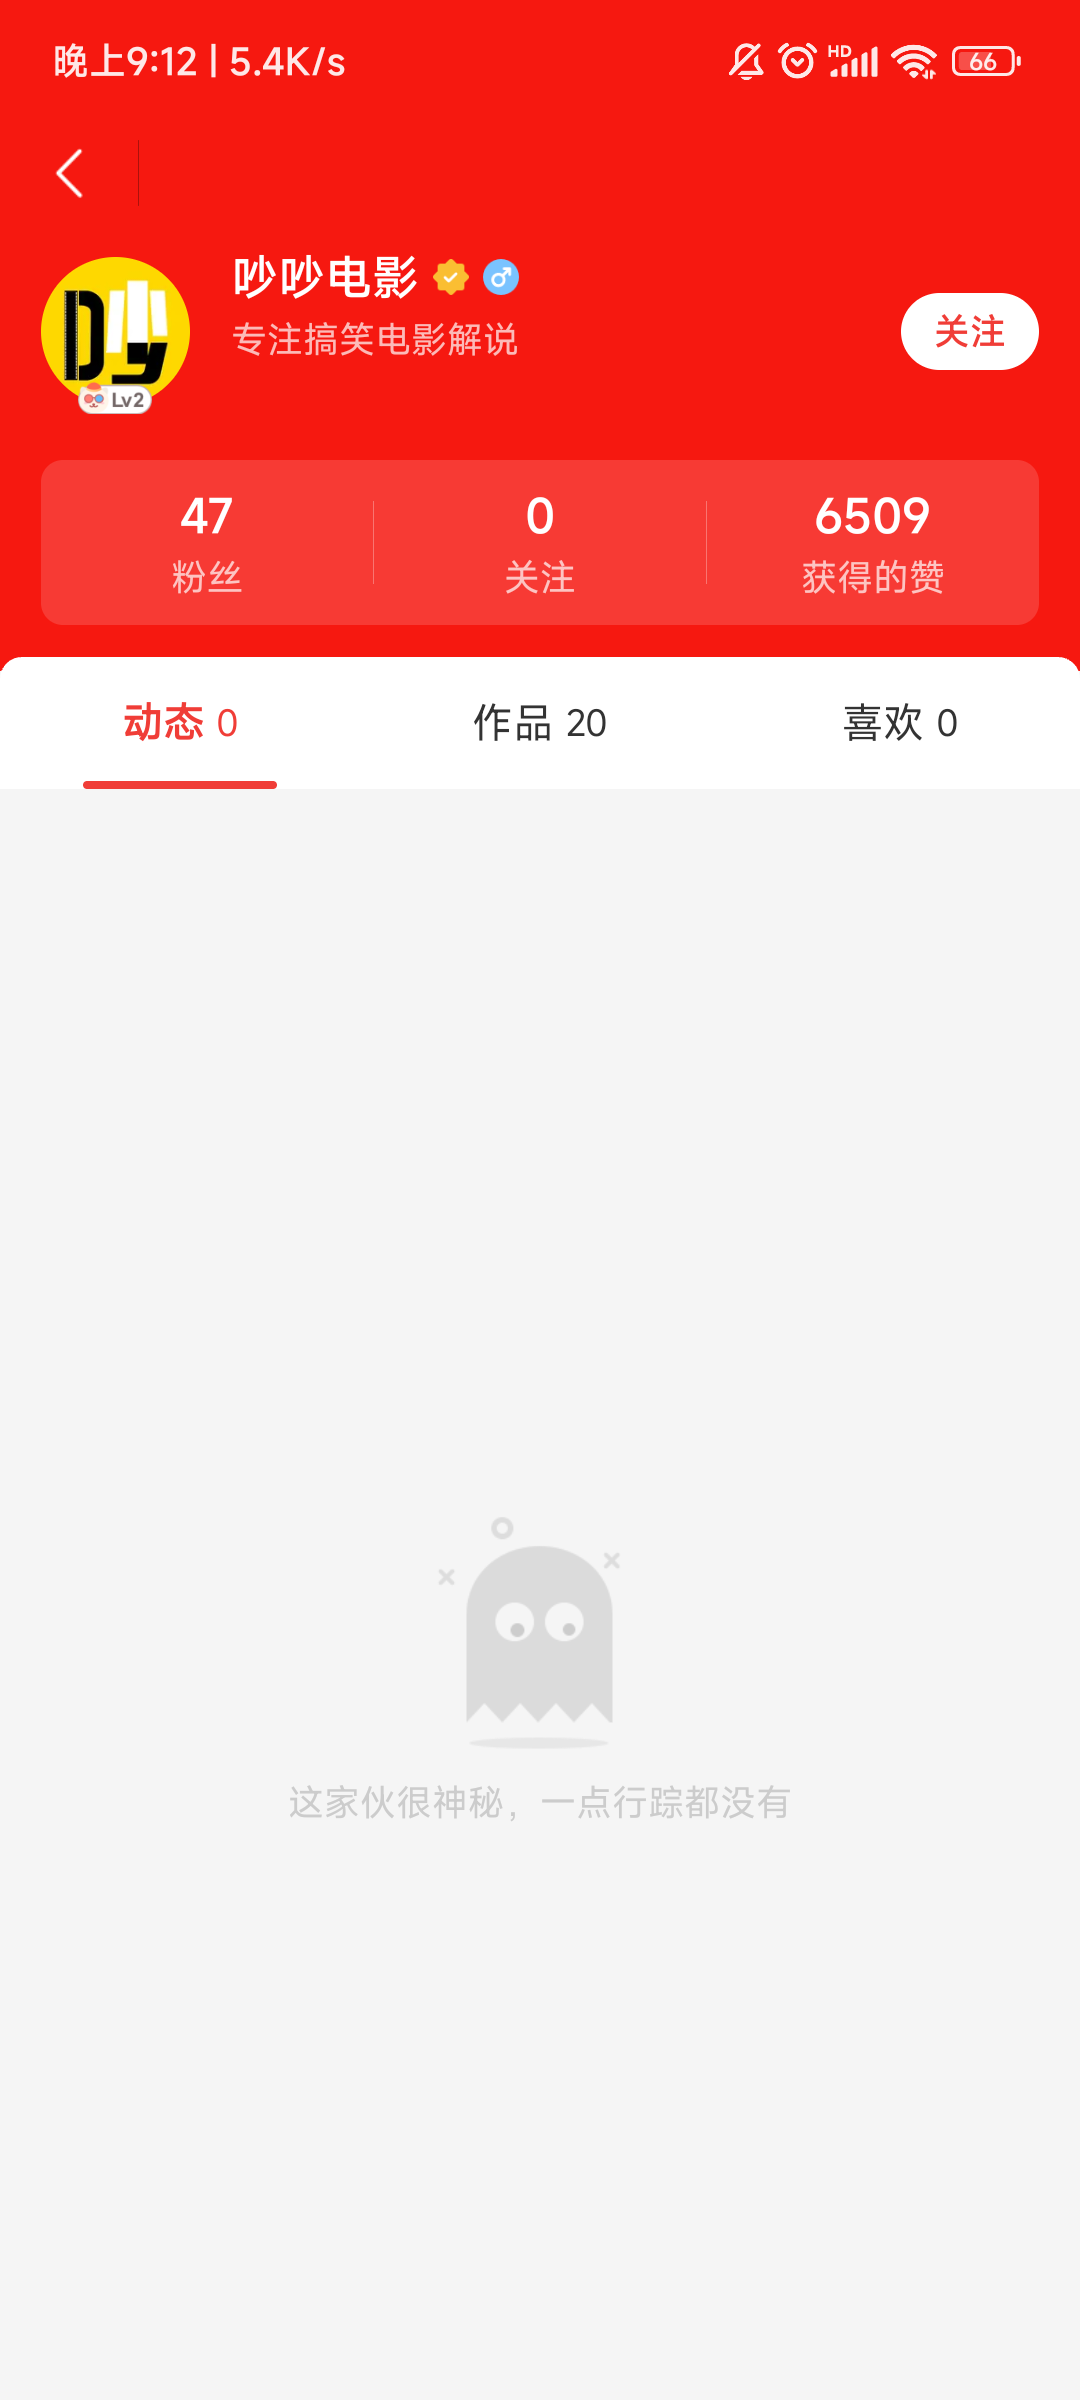 晚上9:12 | 5.4K/s
HD
66
吵吵电影
专注搞笑电影解说
关注
吵
Lv2
47
0
6509
粉丝
关注
获得的赞
动态 0
作品 20
喜欢 0
这家伙很神秘，一点行踪都没有